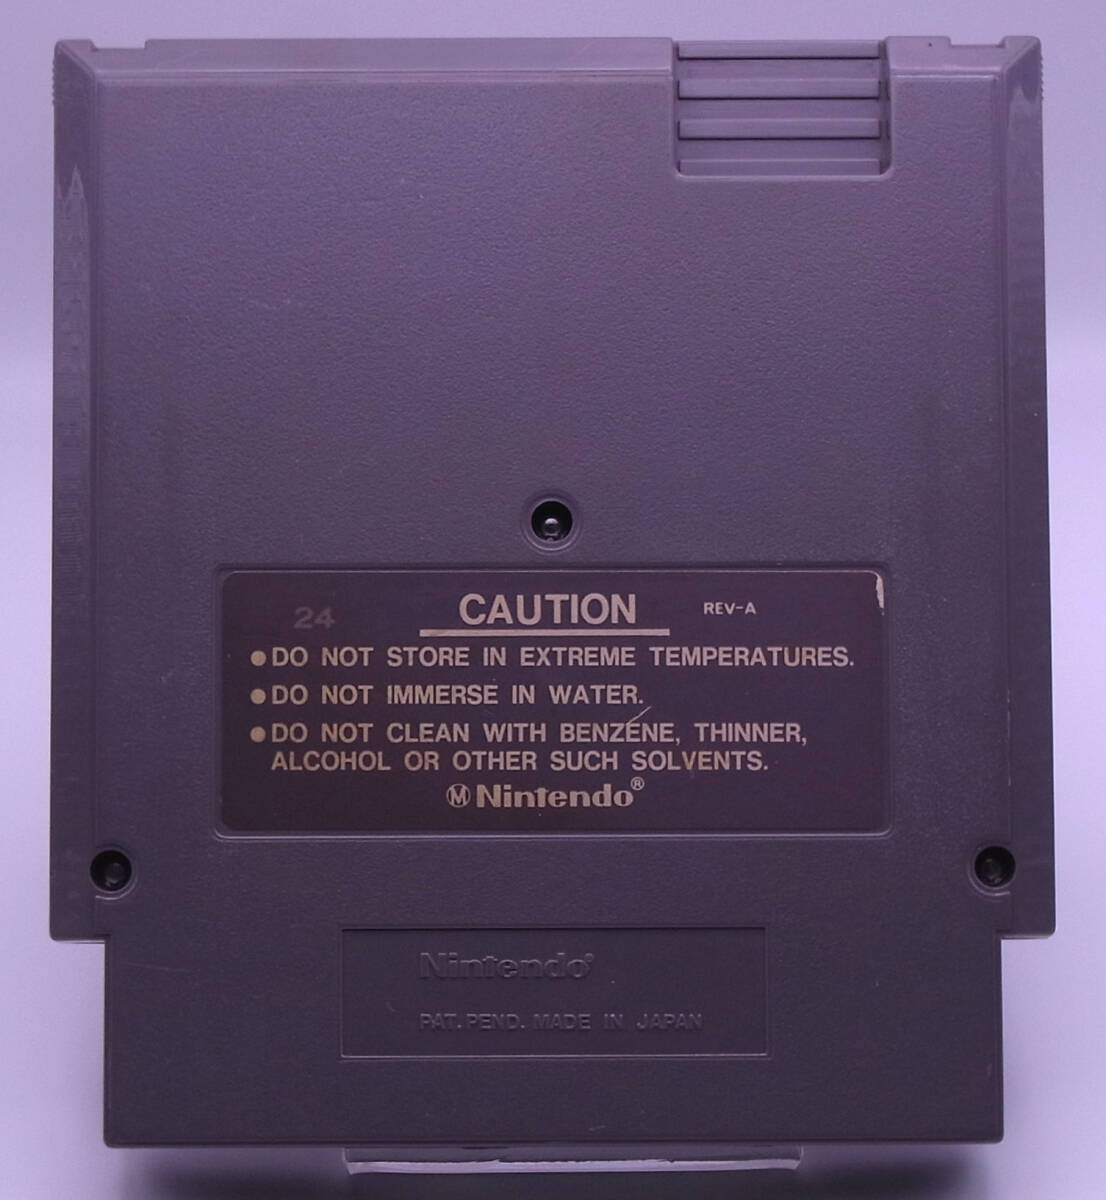 24 CAUTION REV-A
●DO NOT STORE IN EXTREME TEMPERATURES.
●DO NOT IMMERSE IN WATER.
●DO NOT CLEAN WITH BENZENE, THINNER,
ALCOHOL OR OTHER SUCH SOLVENTS.
Ⓜ Nintendo®
Nintendo®
PAT. PEND. MADE IN JAPAN